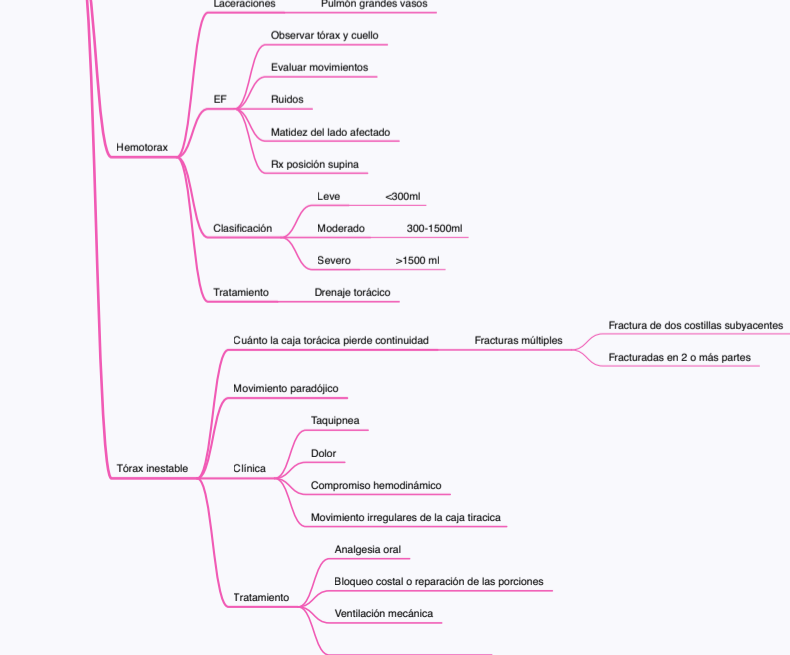 Laceraciones
Pulmón grandes vasos
Observar tórax y cuello
Evaluar movimientos
EF
Ruidos
Matidez del lado afectado
Hemotorax
Rx posición supina
Leve
<300ml
Clasificación
Moderado
300-1500ml
Severo
>1500 ml
Tratamiento
Drenaje torácico
Fractura de dos costillas subyacentes
Cuánto la caja torácica pierde continuidad
Fracturas múltiples
Fracturadas en 2 o más partes
Movimiento paradójico
Taquipnea
Dolor
Tórax inestable
Clínica
Compromiso hemodinámico
Movimiento irregulares de la caja tiracica
Analgesia oral
Bloqueo costal o reparación de las porciones
Tratamiento
Ventilación mecánica